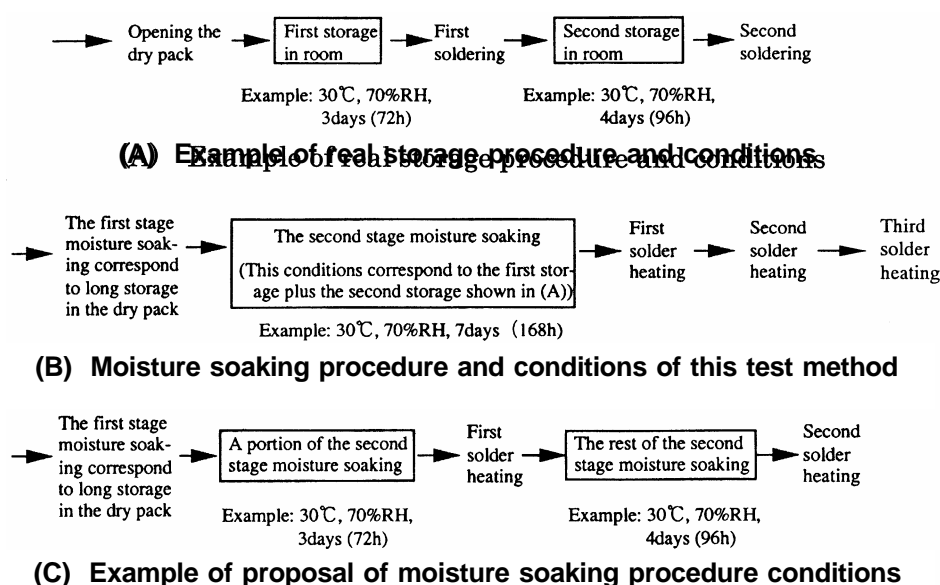 Opening the
dry pack
First storage
in room
First
soldering
Second storage
in room
Second
soldering
Example: 30℃, 70%RH,
3days (72h)
Example: 30℃, 70%RH,
4days (96h)
(A) Example of real storage procedure and conditions
The first stage
moisture soak-
ing correspond
to long storage
in the dry pack
The second stage moisture soaking
(This conditions correspond to the first stor-
age plus the second storage shown in (A))
First
solder
heating
Second
solder
heating
Third
solder
heating
Example: 30℃, 70%RH, 7days (168h)
(B) Moisture soaking procedure and conditions of this test method
The first stage
moisture soak-
ing correspond
to long storage
in the dry pack
A portion of the second
stage moisture soaking
First
solder
heating
The rest of the second
stage moisture soaking
Second
solder
heating
Example: 30℃, 70%RH,
3days (72h)
Example: 30℃, 70%RH,
4days (96h)
(C) Example of proposal of moisture soaking procedure conditions